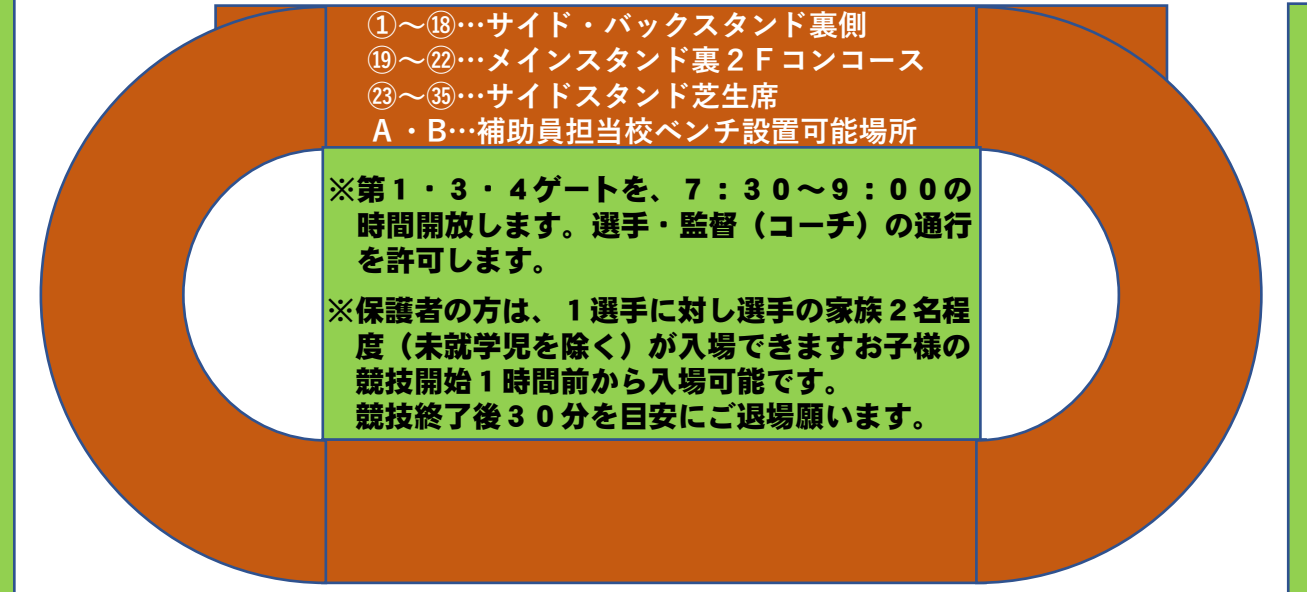 ①～⑱…サイド・バックスタンド裏側
⑲～㉒…メインスタンド裏２Ｆコンコース
㉓～㉟…サイドスタンド芝生席
Ａ・Ｂ…補助員担当校ベンチ設置可能場所
※第１・３・４ゲートを、７：３０～９：００の
時間開放します。選手・監督（コーチ）の通行
を許可します。
※保護者の方は、１選手に対し選手の家族２名程
度（未就学児を除く）が入場できますお子様の
競技開始１時間前から入場可能です。
競技終了後３０分を目安にご退場願います。